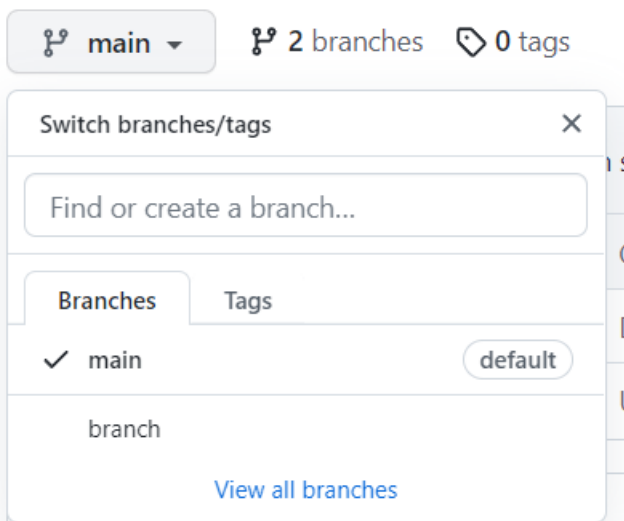 main 2 branches 0 tags
Switch branches/tags
Find or create a branch...
Branches Tags
main default
branch
View all branches